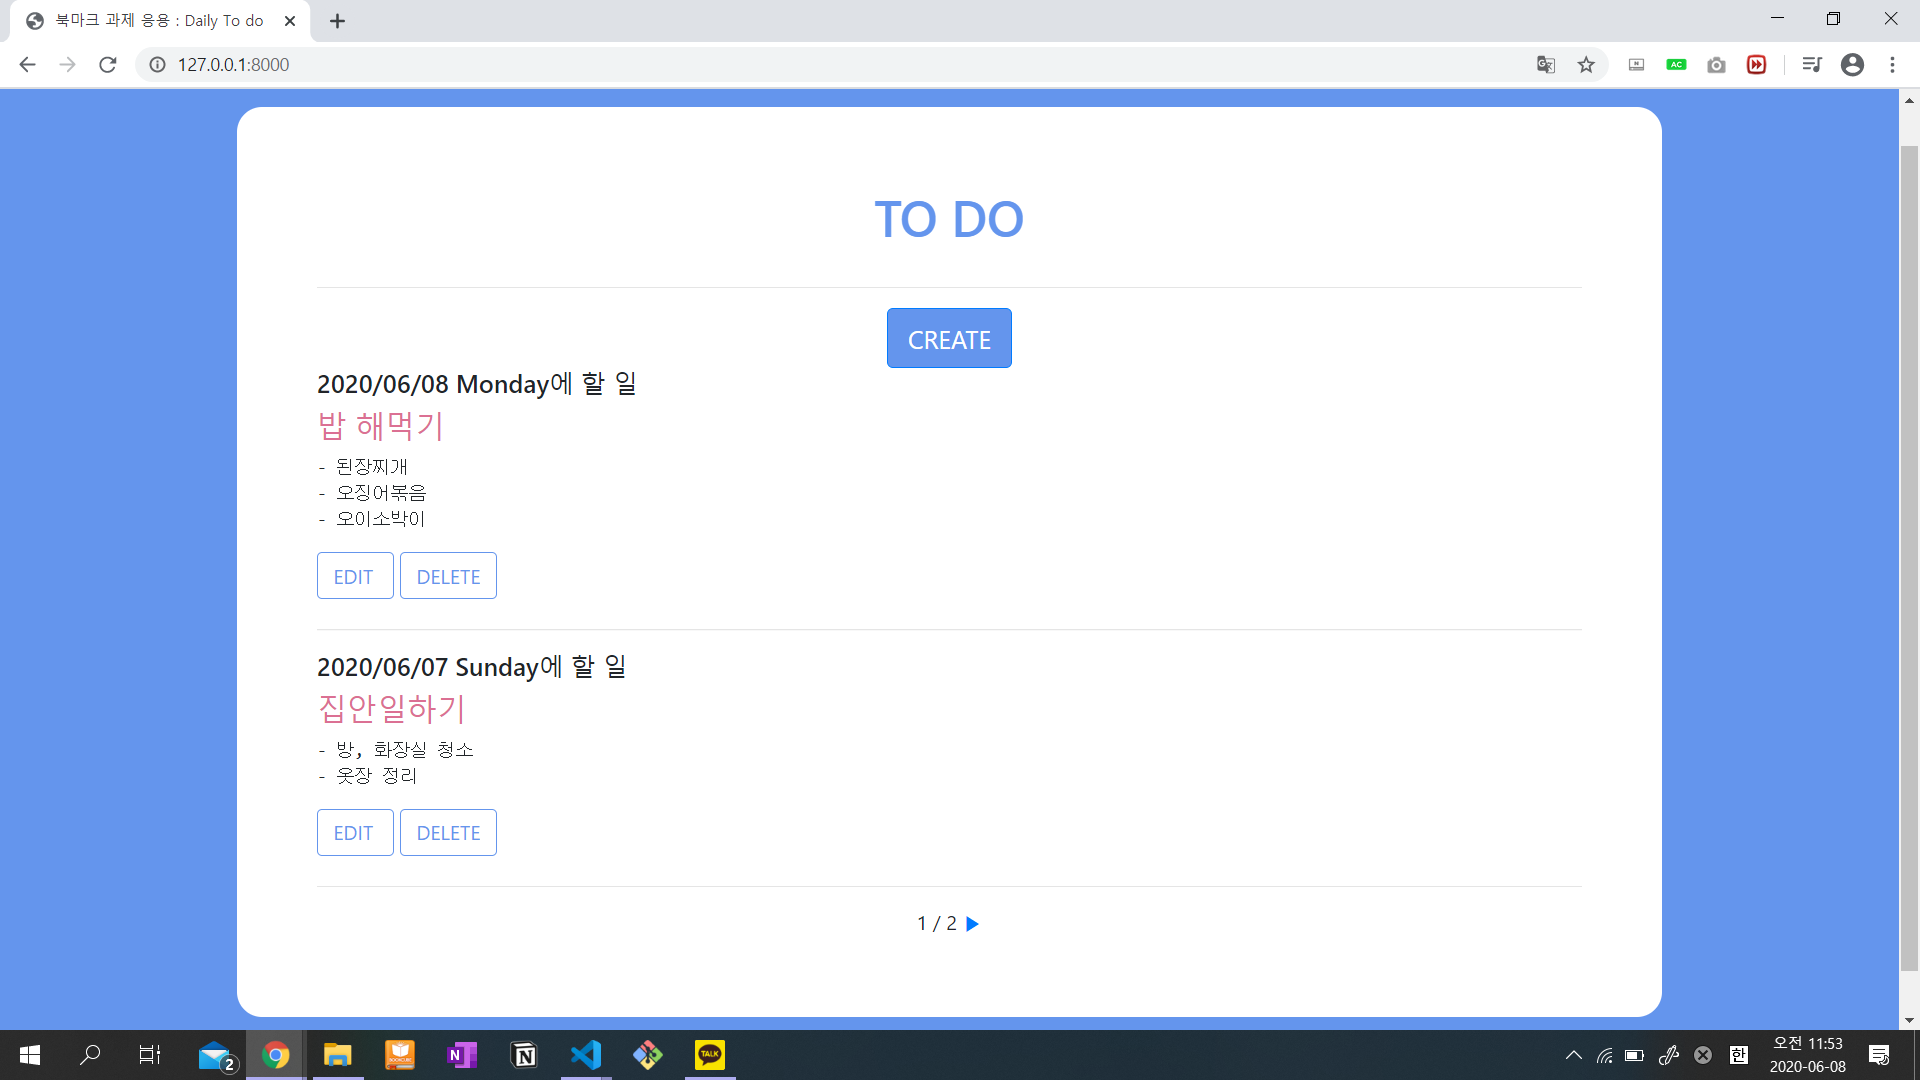 북마크 과제 응용 : Daily To do
127.0.0.1:8000
AC
TO DO
CREATE
2020/06/08 Monday에 할 일
밥 해먹기
- 된장찌개
- 오징어볶음
- 오이소박이
EDIT DELETE
2020/06/07 Sunday에 할 일
집안일하기
- 방, 화장실 청소
- 옷장 정리
EDIT DELETE
1 / 2 ▶
2
N
N
TALK
한
오전 11:53
2020-06-08